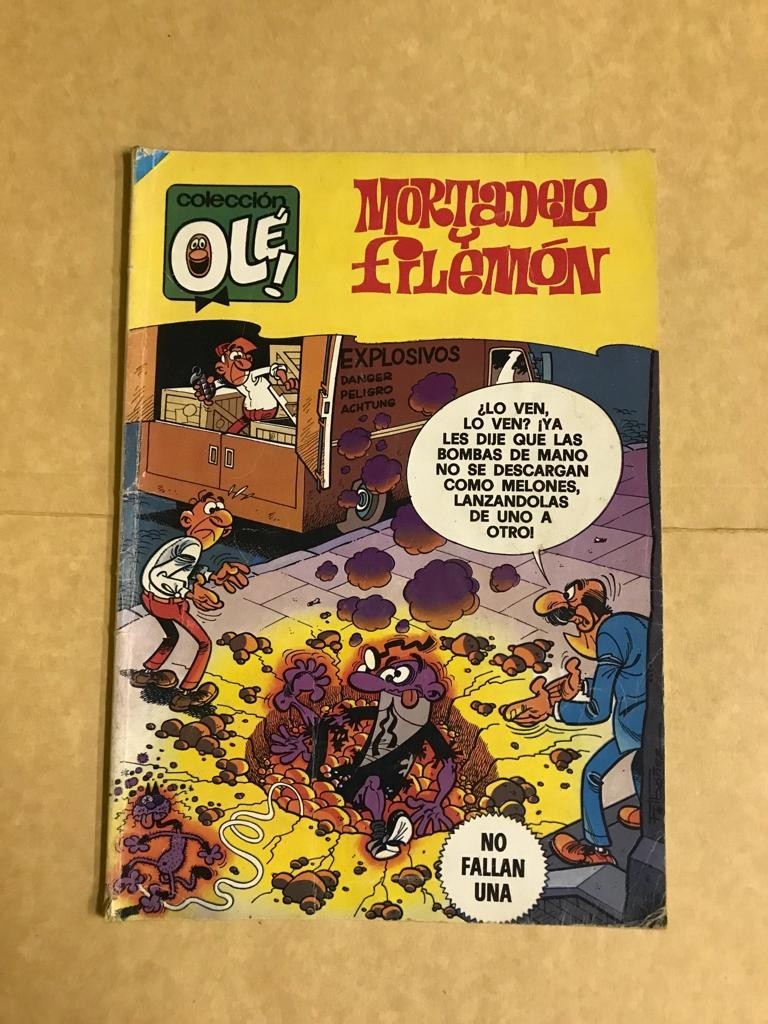 colección
OLÉ!
MORTADELO
Y
FILEMÓN
EXPLOSIVOS
DANGER
PELIGRO
ACHTUNG
¿LO VEN,
LO VEN? ¡YA
LES DIJE QUE LAS
BOMBAS DE MANO
NO SE DESCARGAN
COMO MELONES,
LANZANDOLAS
DE UNO A
OTRO!
NO
FALLAN
UNA